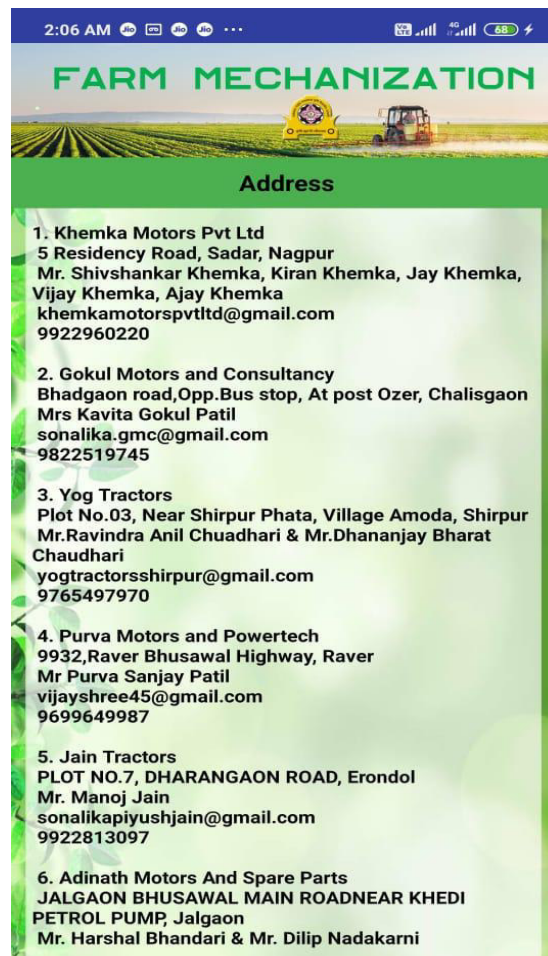 2:06 AM
4G
68
FARM MECHANIZATION
Address
1. Khemka Motors Pvt Ltd
5 Residency Road, Sadar, Nagpur
Mr. Shivshankar Khemka, Kiran Khemka, Jay Khemka,
Vijay Khemka, Ajay Khemka
khemkamotorspvtltd@gmail.com
9922960220
2. Gokul Motors and Consultancy
Bhadgaon road,Opp.Bus stop, At post Ozer, Chalisgaon
Mrs Kavita Gokul Patil
sonalika.gmc@gmail.com
9822519745
3. Yog Tractors
Plot No.03, Near Shirpur Phata, Village Amoda, Shirpur
Mr.Ravindra Anil Chuadhari & Mr.Dhananjay Bharat
Chaudhari
yogtractorsshirpur@gmail.com
9765497970
4. Purva Motors and Powertech
9932,Raver Bhusawal Highway, Raver
Mr Purva Sanjay Patil
vijayshree45@gmail.com
9699649987
5. Jain Tractors
PLOT NO.7, DHARANGAON ROAD, Erondol
Mr. Manoj Jain
sonalikapiyushjain@gmail.com
9922813097
6. Adinath Motors And Spare Parts
JALGAON BHUSAWAL MAIN ROADNEAR KHEDI
PETROL PUMP, Jalgaon
Mr. Harshal Bhandari & Mr. Dilip Nadakarni